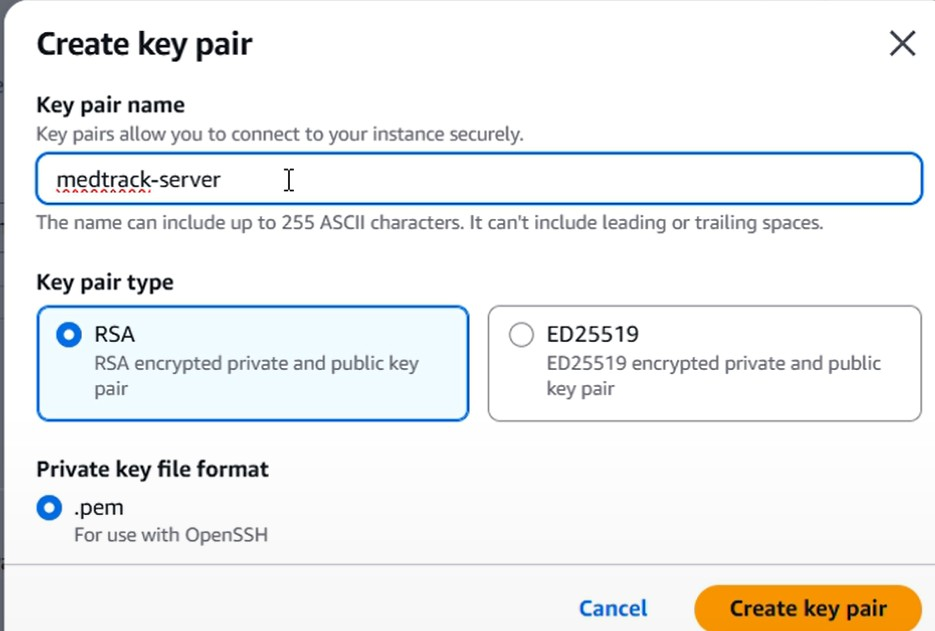 Create key pair
Key pair name
Key pairs allow you to connect to your instance securely.
medtrack-server
The name can include up to 255 ASCII characters. It can't include leading or trailing spaces.
Key pair type
RSA
RSA encrypted private and public key
pair
ED25519
ED25519 encrypted private and public
key pair
Private key file format
.pem
For use with OpenSSH
Cancel
Create key pair